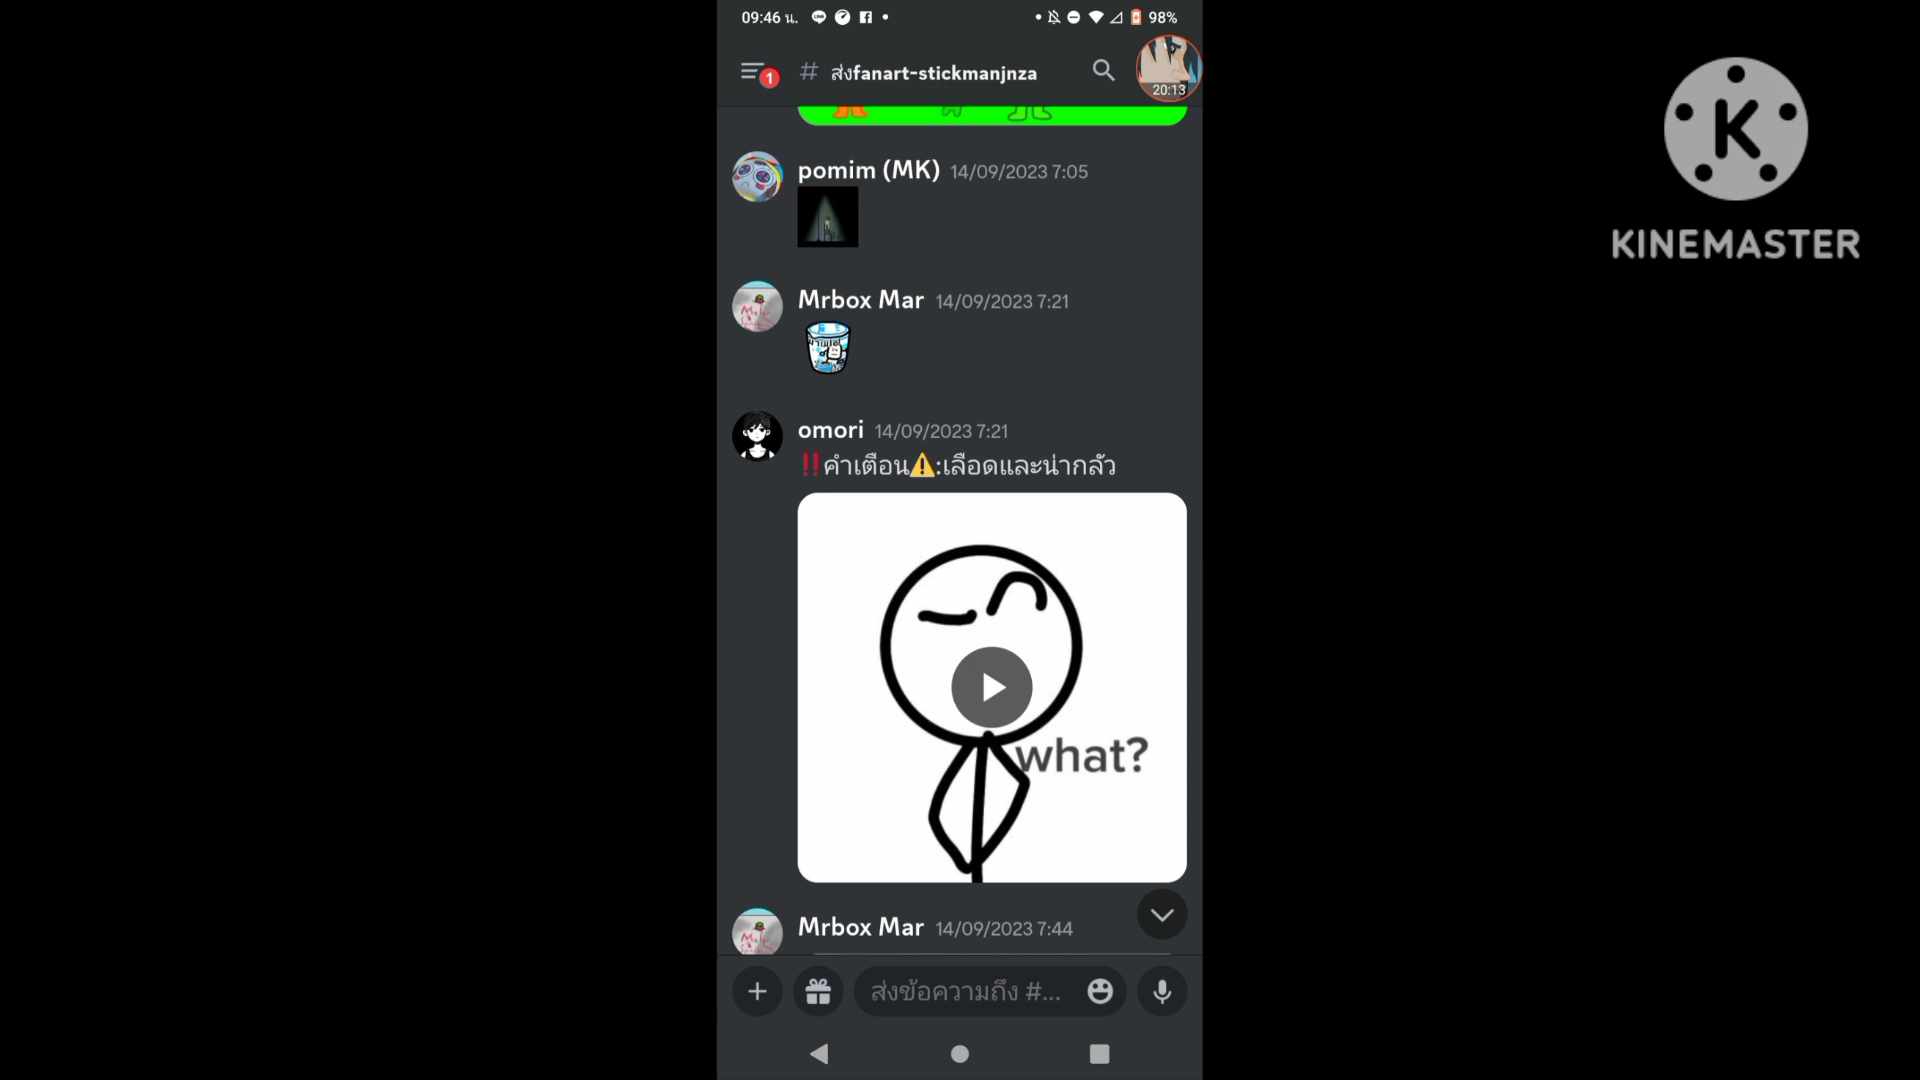 09:46 น.
98%
1
# ส่งfanart-stickmanjnza
20:13
KINEMASTER
pomim (MK) 14/09/2023 7:05
Mrbox Mar 14/09/2023 7:21
omori 14/09/2023 7:21
‼️คำเตือน⚠️:เลือดและน่ากลัว
what?
Mrbox Mar 14/09/2023 7:44
ส่งข้อความถึง #...